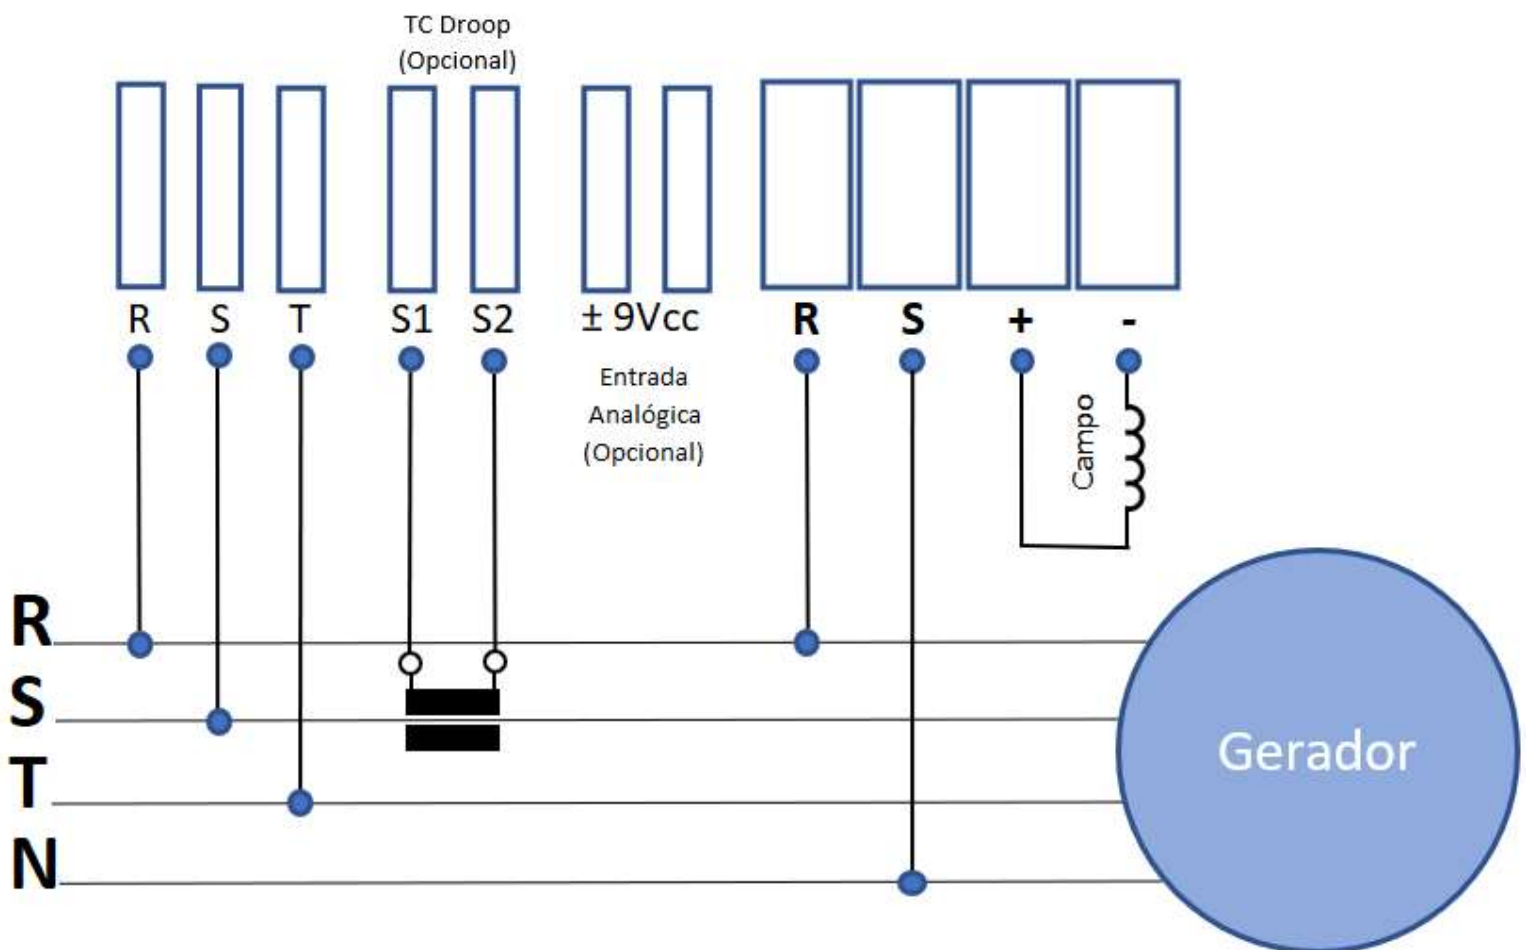 TC Droop
(Opcional)
R S T S1 S2 ± 9Vcc R S + -
Entrada
Analógica
(Opcional)
Campo
R
S
T
N
Gerador